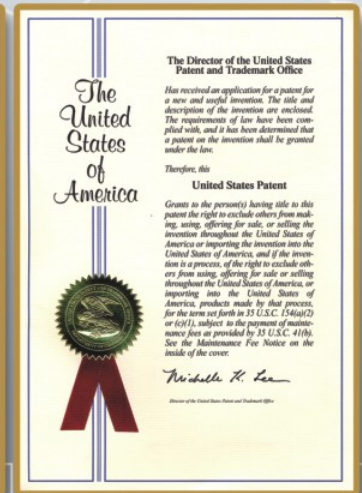 The
United
States
of
America
The Director of the United States
Patent and Trademark Office
Has received an application for a patent for
a new and useful invention. The title and
description of the invention are enclosed.
The requirements of law have been com-
plied with, and it has been determined that
a patent on the invention shall be granted
under the law.
Therefore, this
United States Patent
Grants to the person(s) having title to this
patent the right to exclude others from mak-
ing, using, offering for sale, or selling the
invention throughout the United States of
America or importing the invention into the
United States of America, and if the inven-
tion is a process, of the right to exclude oth-
ers from using, offering for sale or selling
throughout the United States of America, or
importing into the United States of
America, products made by that process,
for the term set forth in 35 U.S.C. 154(a)(2)
or (c)(1), subject to the payment of mainte-
nance fees as provided by 35 U.S.C. 41(b).
See the Maintenance Fee Notice on the
inside of the cover.
Michelle K. Lee
Director of the United States Patent and Trademark Office